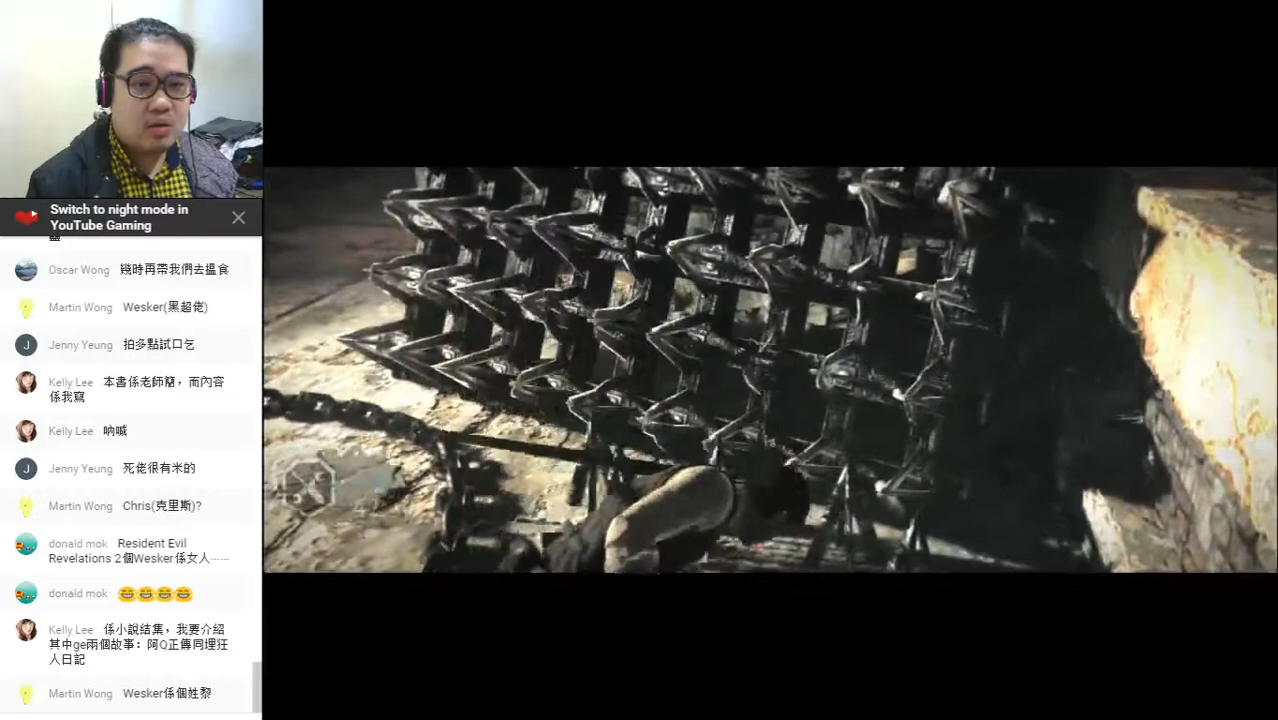 Switch to night mode in
YouTube Gaming
Oscar Wong 幾時再帶我們去搵食
Martin Wong Wesker(黑超佬)
Jenny Yeung 拍多點試口乞
Kelly Lee 本書係老師簡，而內容
係我寫
Kelly Lee 吶喊
Jenny Yeung 死佬很有米的
Martin Wong Chris(克里斯)?
donald mok Resident Evil
Revelations 2個Wesker係女人⋯⋯
donald mok 😂😂😂😂
Kelly Lee 係小說结集，我要介紹
其中ge兩個故事：阿Q正傳同埋狂
人日記
Martin Wong Wesker係個姓黎